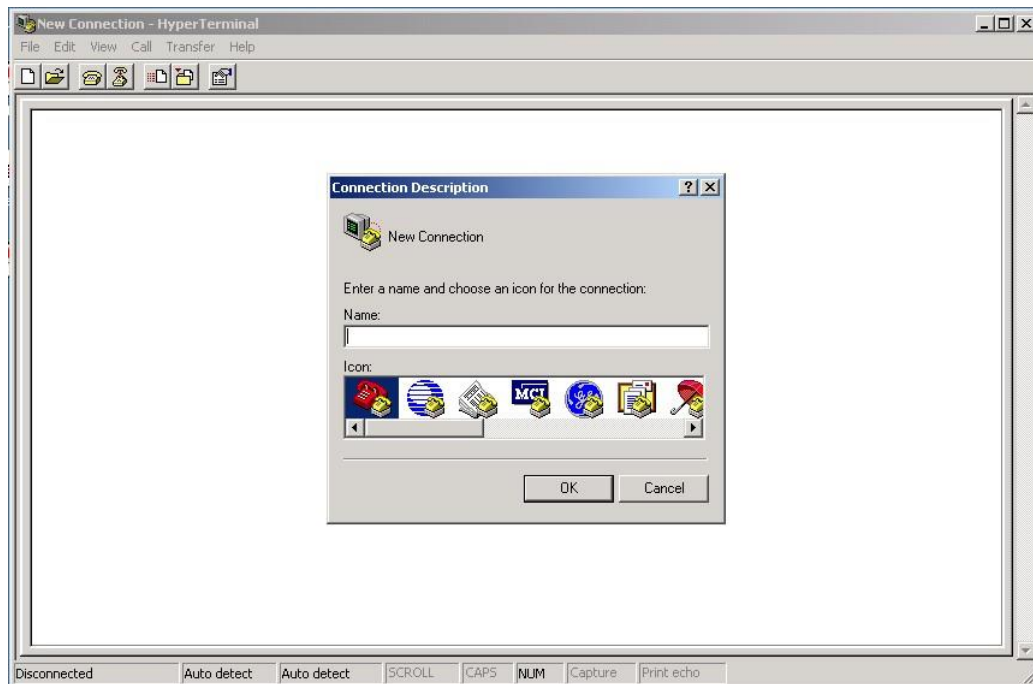 New Connection - HyperTerminal
File Edit View Call Transfer Help
Connection Description
New Connection
Enter a name and choose an icon for the connection:
Name:
Icon:
MCI
OK Cancel
Disconnected Auto detect Auto detect SCROLL CAPS NUM Capture Print echo